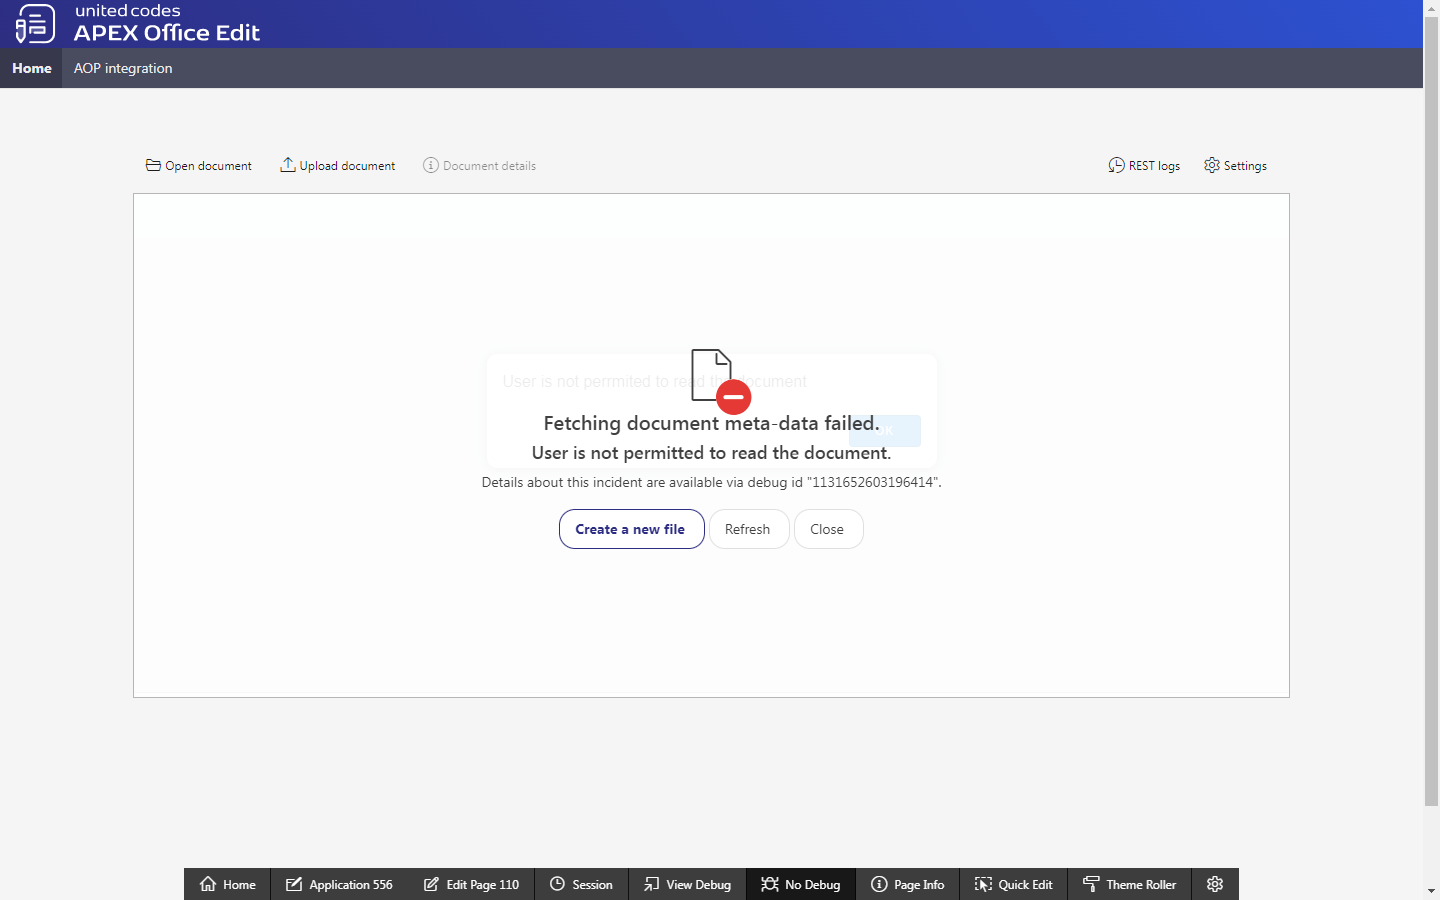 united codes
APEX Office Edit
Home AOP integration
Open document Upload document Document details REST logs Settings
User is not perrmited to read the document
OK
Fetching document meta-data failed.
User is not permitted to read the document.
Details about this incident are available via debug id "1131652603196414".
Create a new file Refresh Close
Home Application 556 Edit Page 110 Session View Debug No Debug Page Info Quick Edit Theme Roller